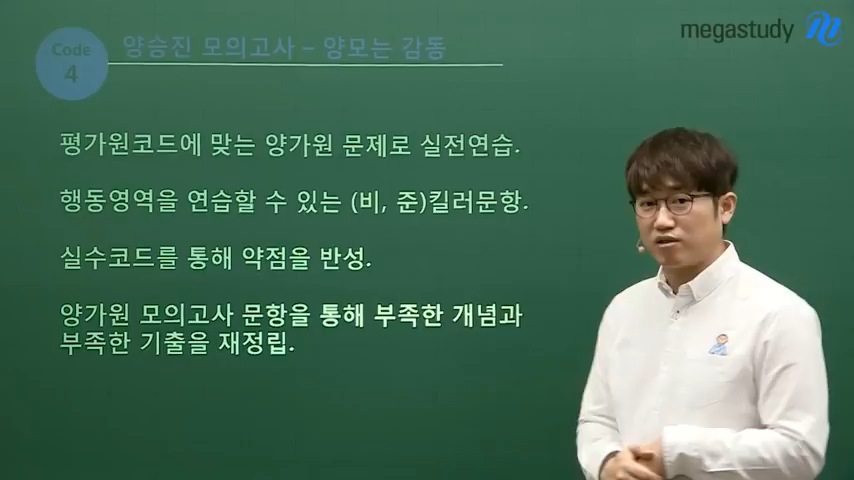 megastudy
Code
4
양승진 모의고사 – 양모는 감동
평가원코드에 맞는 양가원 문제로 실전연습.
행동영역을 연습할 수 있는 (비, 준)킬러문항.
실수코드를 통해 약점을 반성.
양가원 모의고사 문항을 통해 부족한 개념과
부족한 기출을 재정립.